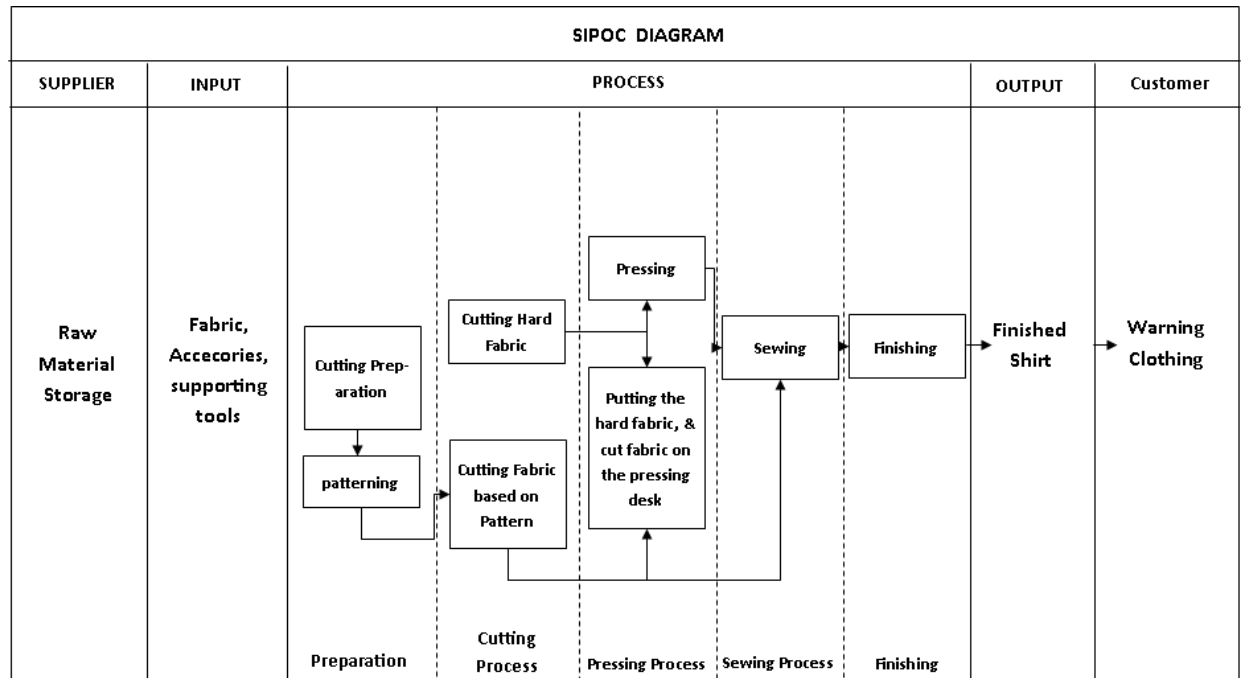 SIPOC DIAGRAM
SUPPLIER
INPUT
PROCESS
OUTPUT
Customer
Raw
Material
Storage
Fabric,
Accecories,
supporting
tools
Cutting Prep-
aration
patterning
Cutting Hard
Fabric
Cutting Fabric
based on
Pattern
Pressing
Putting the
hard fabric, &
cut fabric on
the pressing
desk
Sewing
Finishing
Finished
Shirt
Warning
Clothing
Preparation
Cutting
Process
Pressing Process
Sewing Process
Finishing